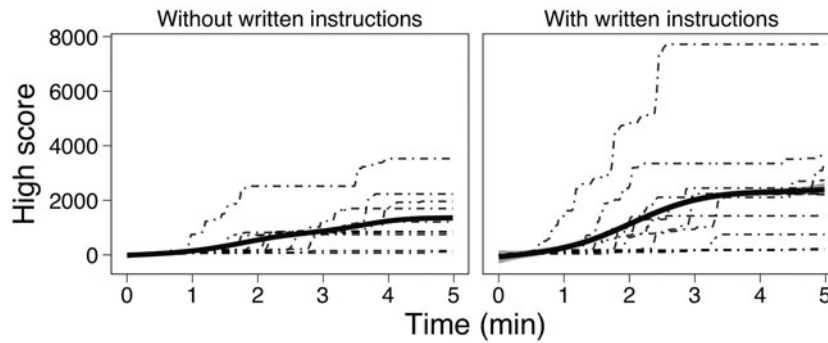 Without written instructions
With written instructions
High score
8000
6000
4000
2000
0
0 1 2 3 4 5
0 1 2 3 4 5
Time (min)